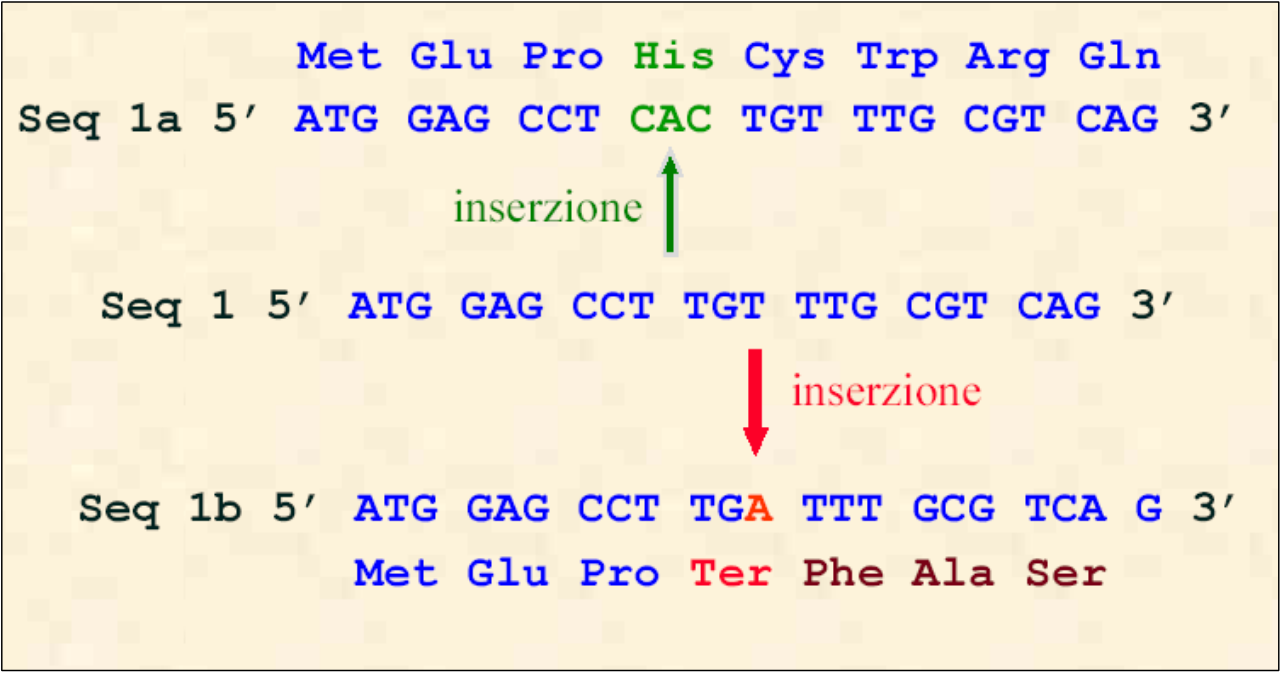 Met Glu Pro His Cys Trp Arg Gln
Seq 1a 5’ ATG GAG CCT CAC TGT TTG CGT CAG 3’
inserzione
Seq 1 5’ ATG GAG CCT TGT TTG CGT CAG 3’
inserzione
Seq 1b 5’ ATG GAG CCT TGA TTT GCG TCA G 3’
Met Glu Pro Ter Phe Ala Ser